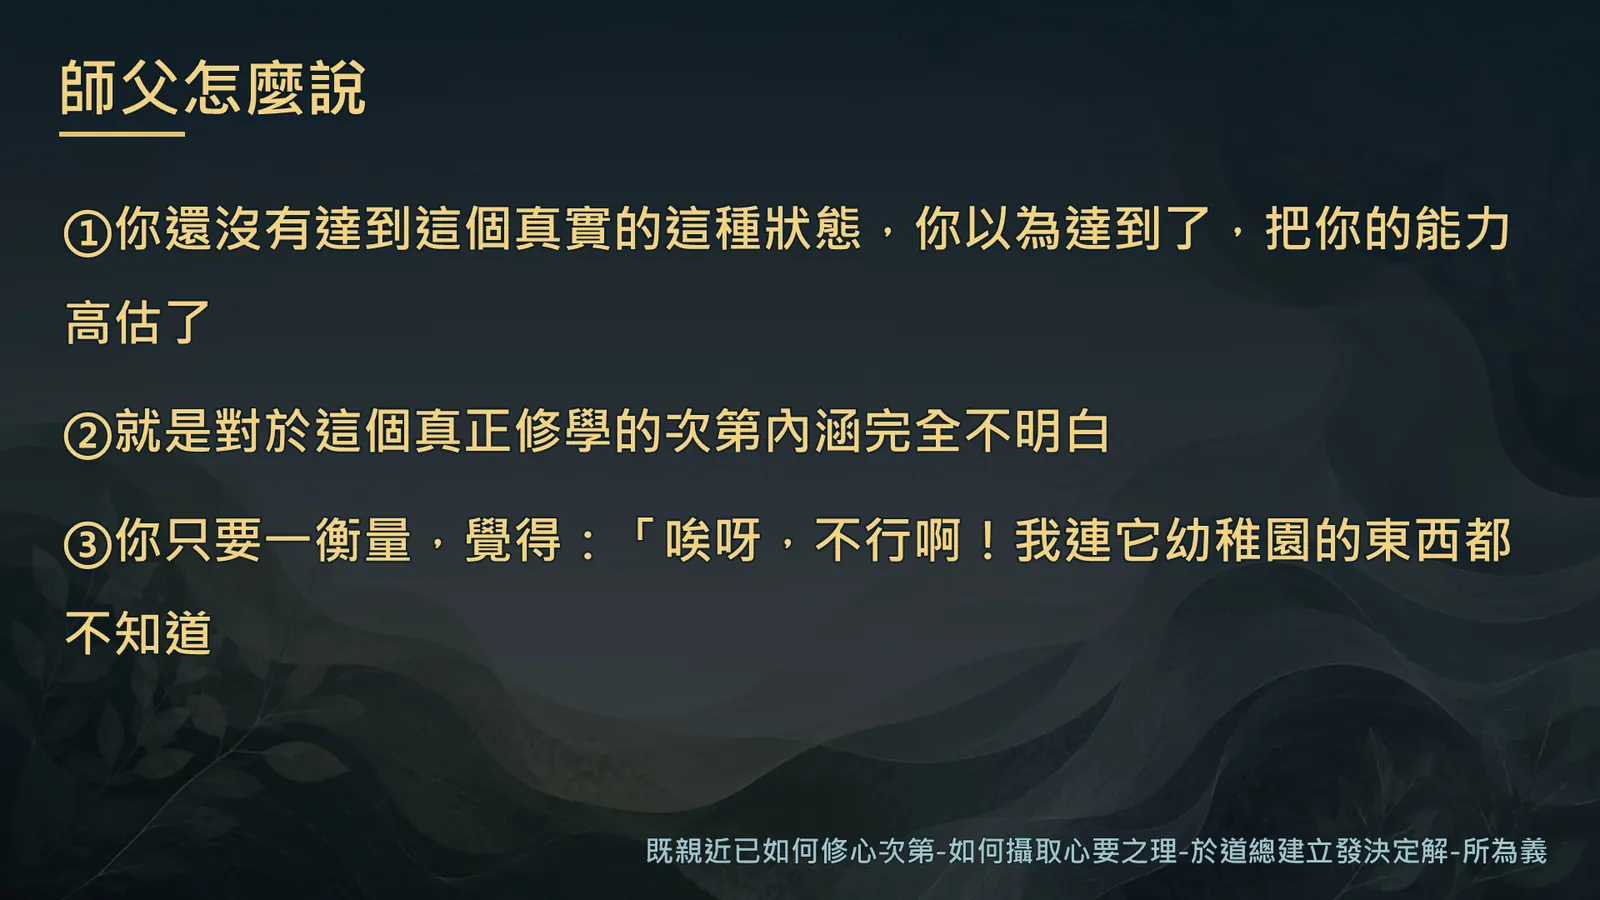 師父怎麼說
①你還沒有達到這個真實的這種狀態，你以為達到了，把你的能力
高估了
②就是對於這個真正修學的次第內涵完全不明白
③你只要一衡量，覺得：「唉呀，不行啊！我連它幼稚園的東西都
不知道
既親近已如何修心次第-如何攝取心要之理-於道總建立發決定解-所為義